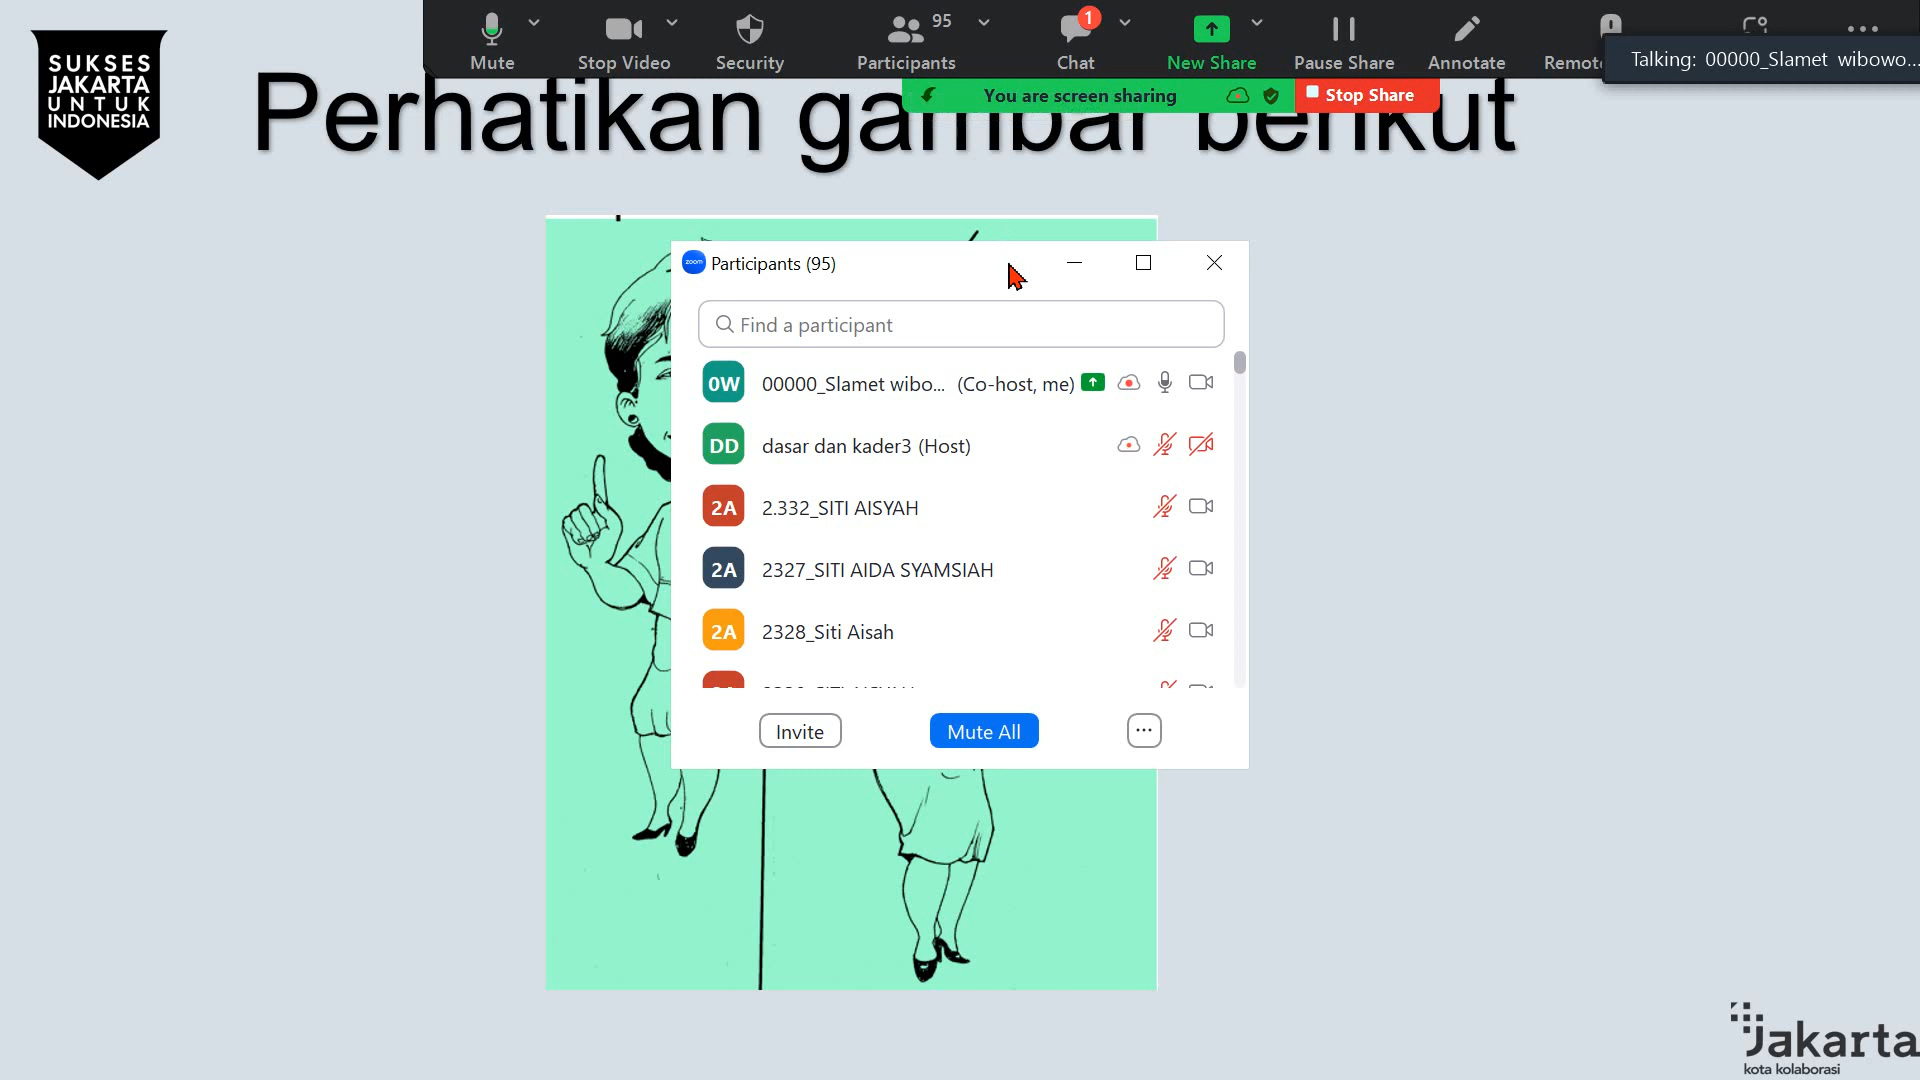 SUKSES
JAKARTA
UNTUK
INDONESIA
Mute
Stop Video
Security
95
Participants
1
Chat
New Share
Pause Share
Annotate
Talking: 00000_Slamet wibowo...
You are screen sharing
Stop Share
Perhatikan gambar berikut
zoom
Participants (95)
Find a participant
0W
00000_Slamet wibo... (Co-host, me)
DD
dasar dan kader3 (Host)
2A
2.332_SITI AISYAH
2A
2327_SITI AIDA SYAMSIAH
2A
2328_Siti Aisah
Invite
Mute All
...
Jakarta
kota kolaborasi